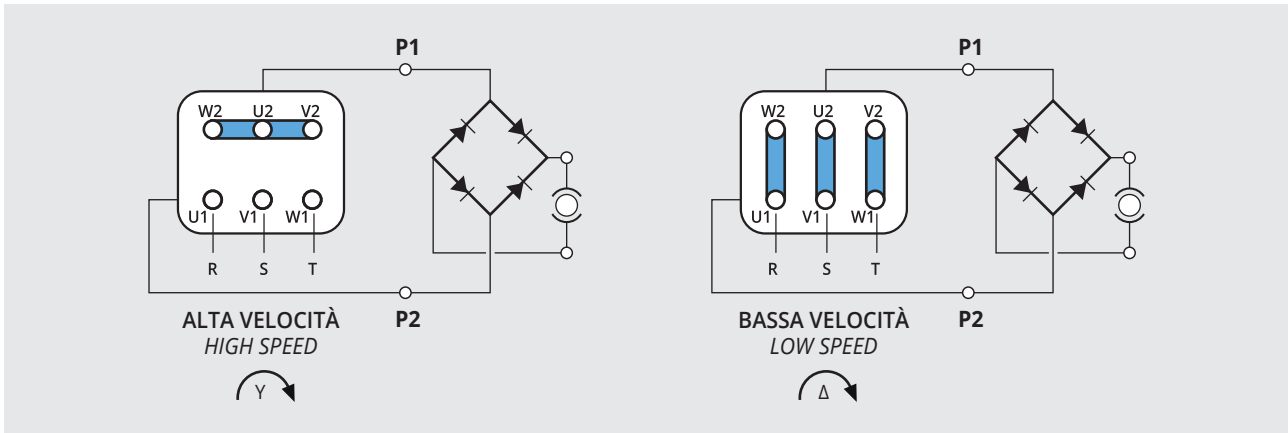 P1
W2 U2 V2
U1 V1 W1
R S T
P2
ALTA VELOCITÀ
HIGH SPEED
Y
P1
W2 U2 V2
U1 V1 W1
R S T
P2
BASSA VELOCITÀ
LOW SPEED
Δ